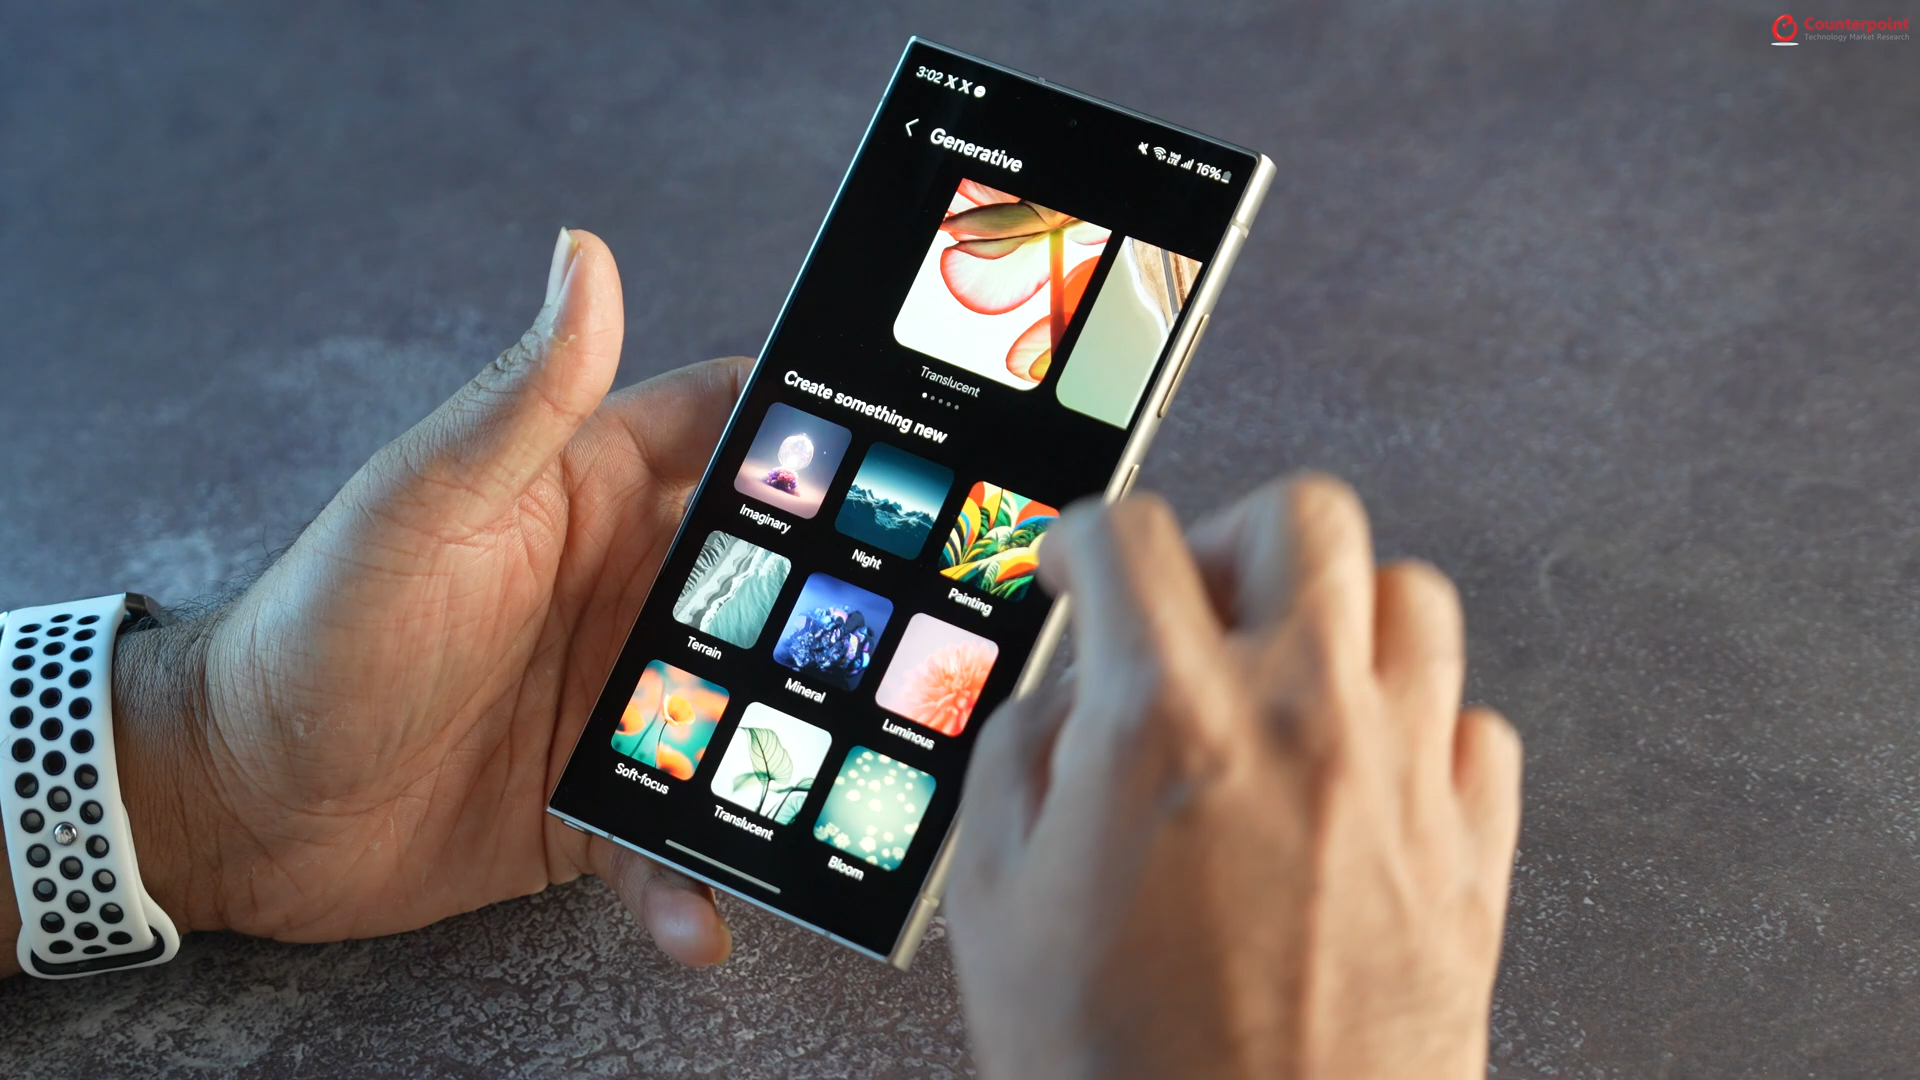 Counterpoint
Technology Market Research
3:02 X X
16%
Generative
Translucent
Create something new
Imaginary
Night
Painting
Terrain
Mineral
Luminous
Soft-focus
Translucent
Bloom